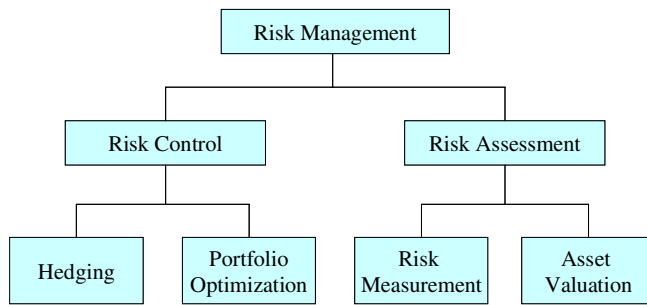 Risk Management
Risk Control
Risk Assessment
Hedging
Portfolio
Optimization
Risk
Measurement
Asset
Valuation